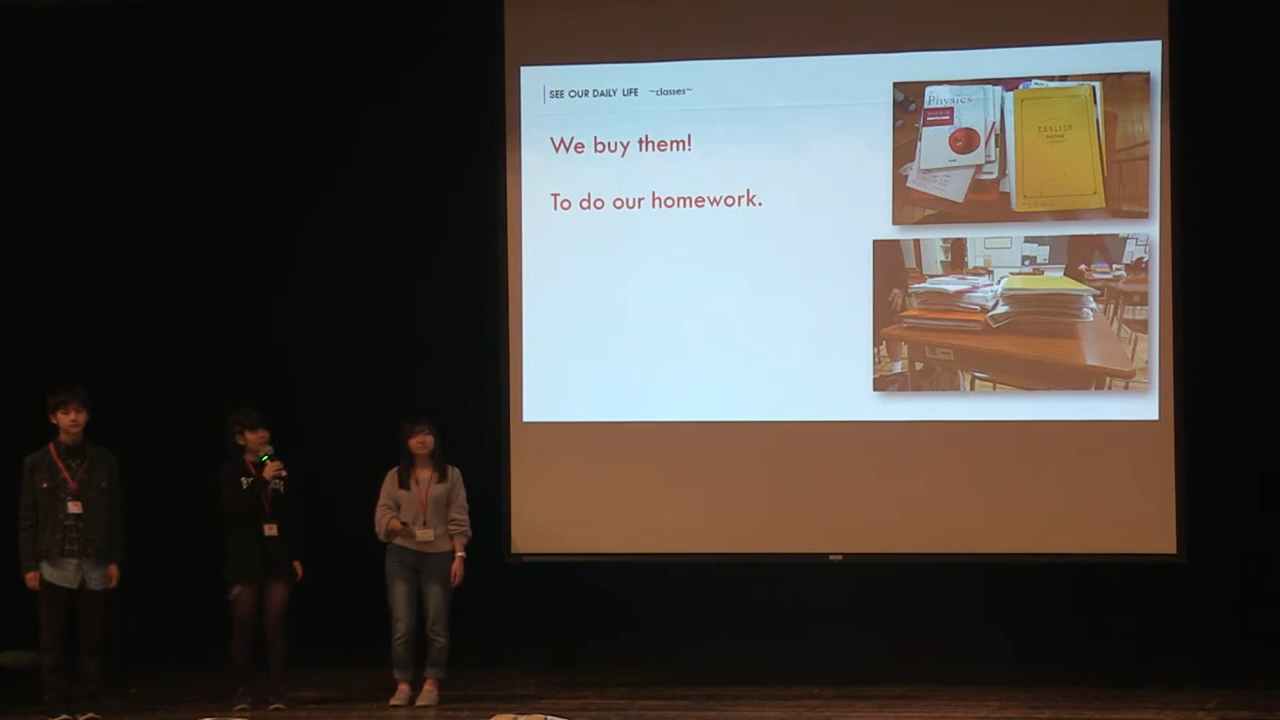 SEE OUR DAILY LIFE ~classes~
We buy them!
To do our homework.
Physics
ENGLISH